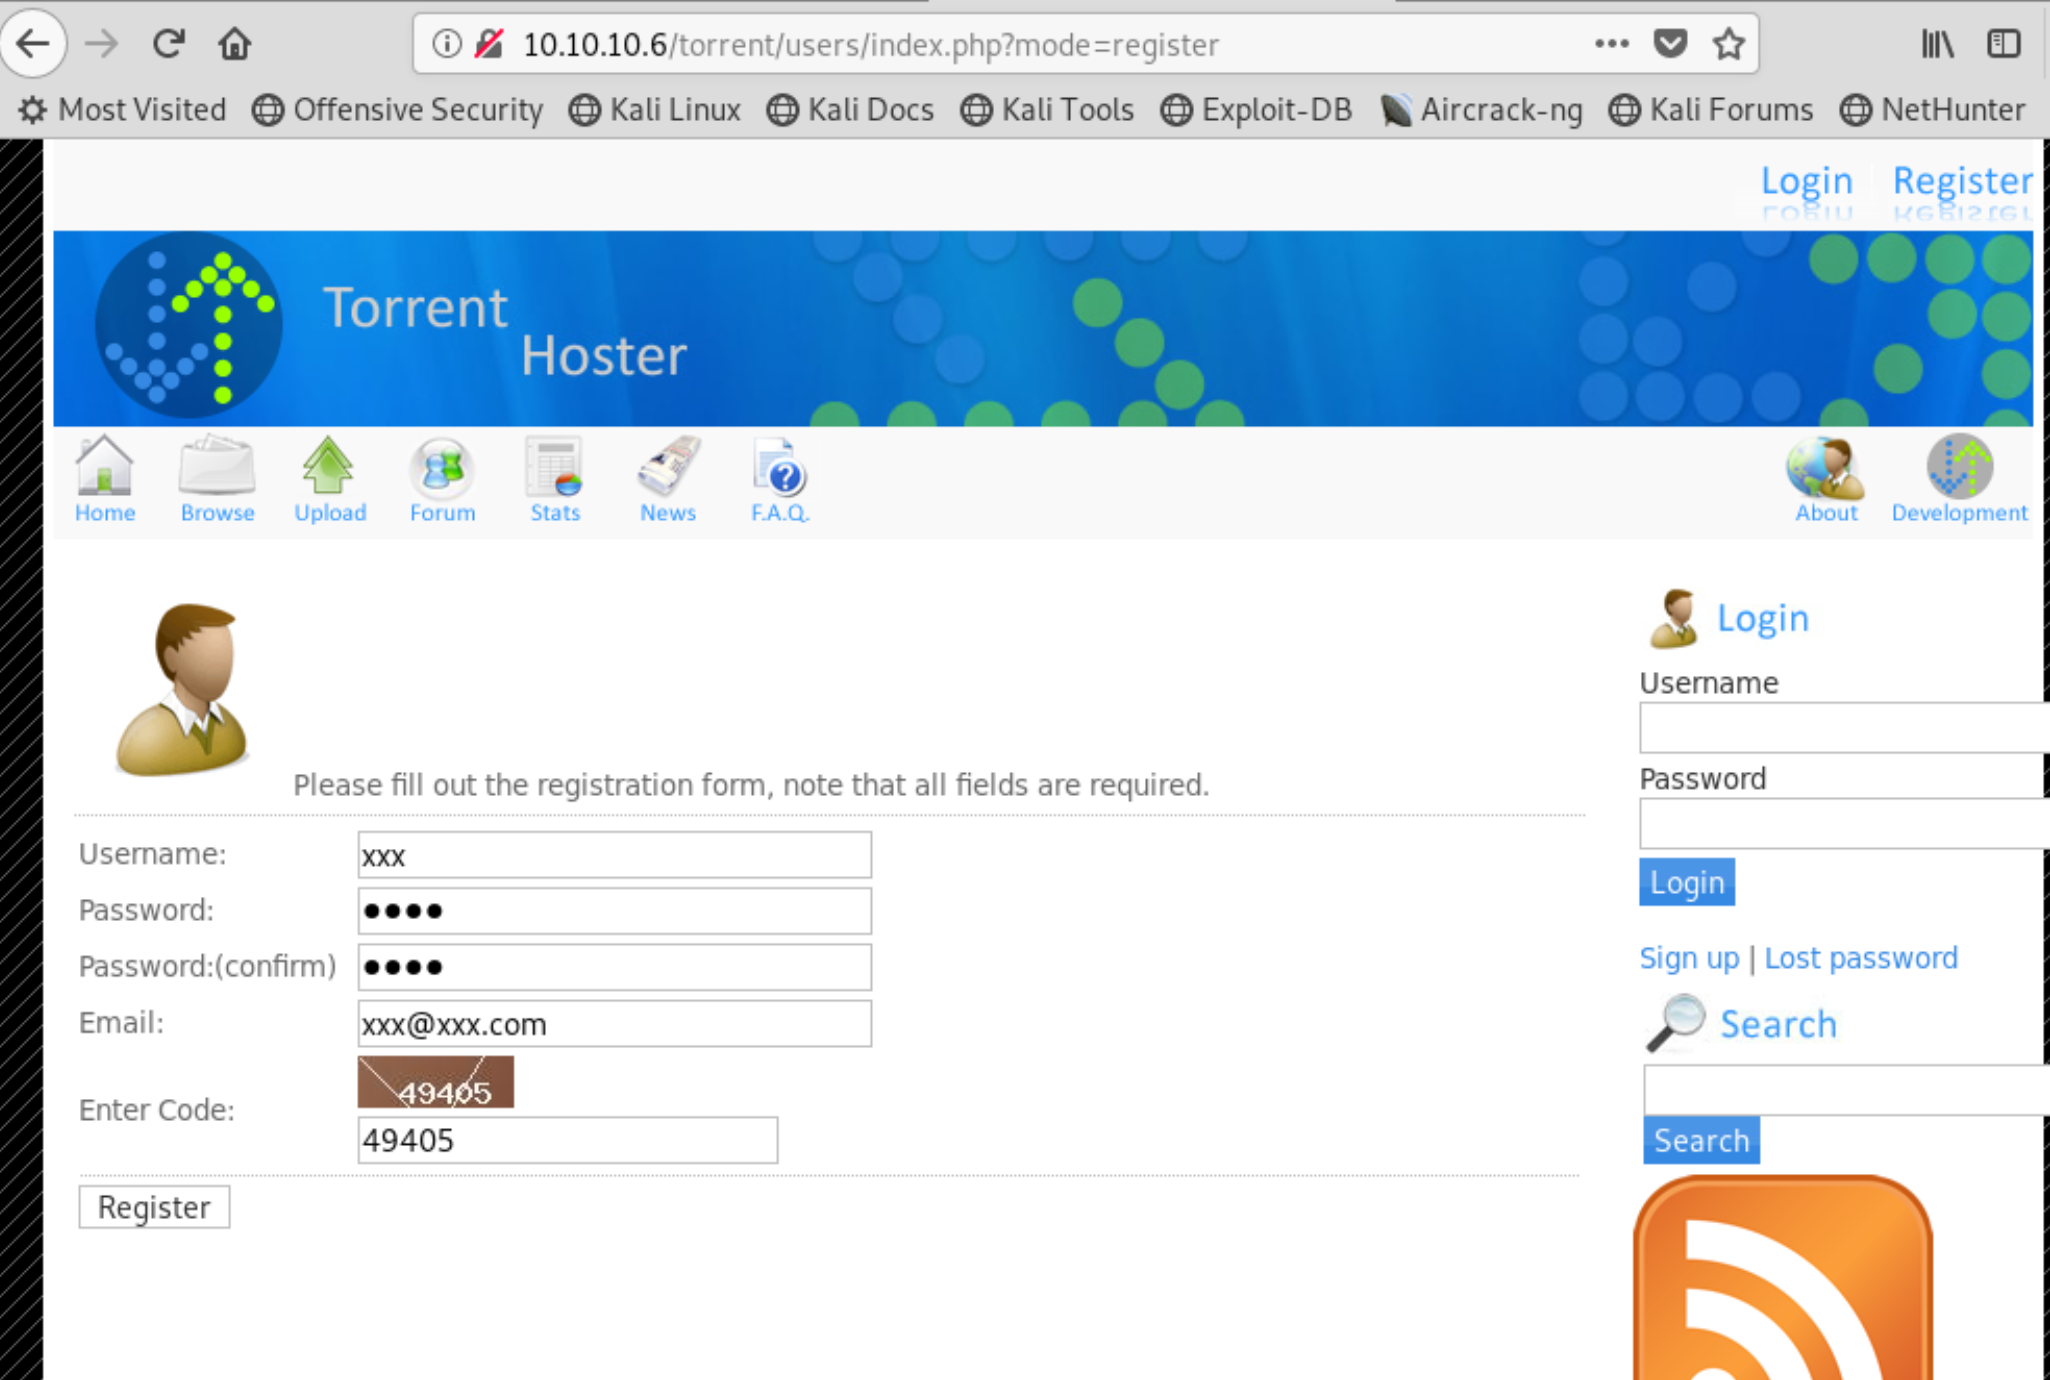 10.10.10.6/torrent/users/index.php?mode=register
Most Visited Offensive Security Kali Linux Kali Docs Kali Tools Exploit-DB Aircrack-ng Kali Forums NetHunter
Login Register
Torrent
Hoster
Home Browse Upload Forum Stats News F.A.Q. About Development
Login
Username
Password
Login
Sign up | Lost password
Search
Search
Please fill out the registration form, note that all fields are required.
Username: xxx
Password: ••••
Password:(confirm) ••••
Email: xxx@xxx.com
49405
Enter Code:
49405
Register